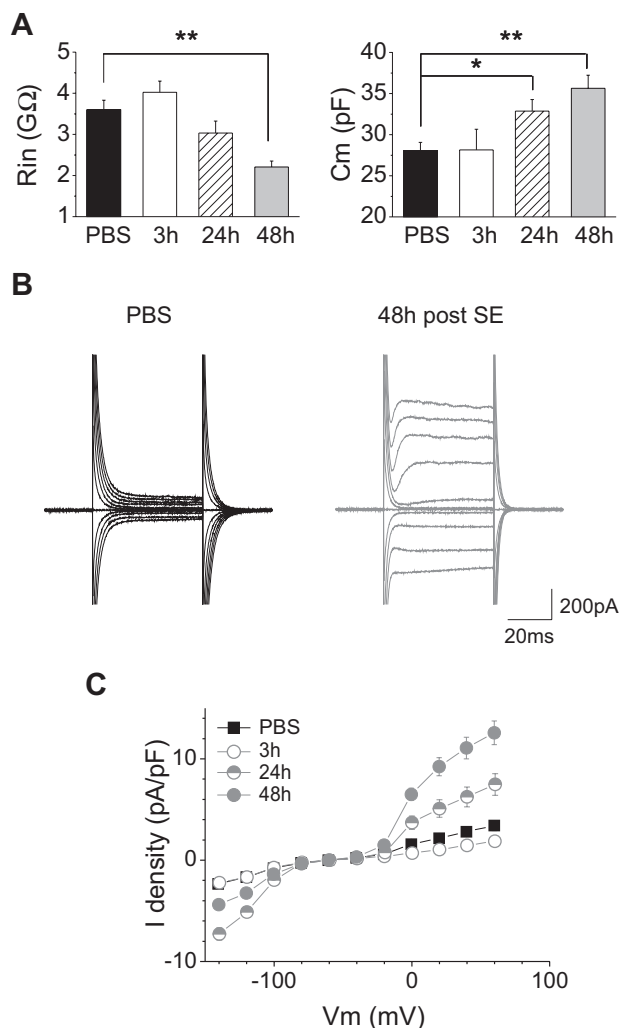 A
**
5
4
3
2
1
Rin (GΩ)
PBS 3h 24h 48h
**
*
40
35
30
25
20
Cm (pF)
PBS 3h 24h 48h
B
PBS
48h post SE
200pA
20ms
C
PBS
3h
24h
48h
10
0
-10
I density (pA/pF)
-100 0 100
Vm (mV)